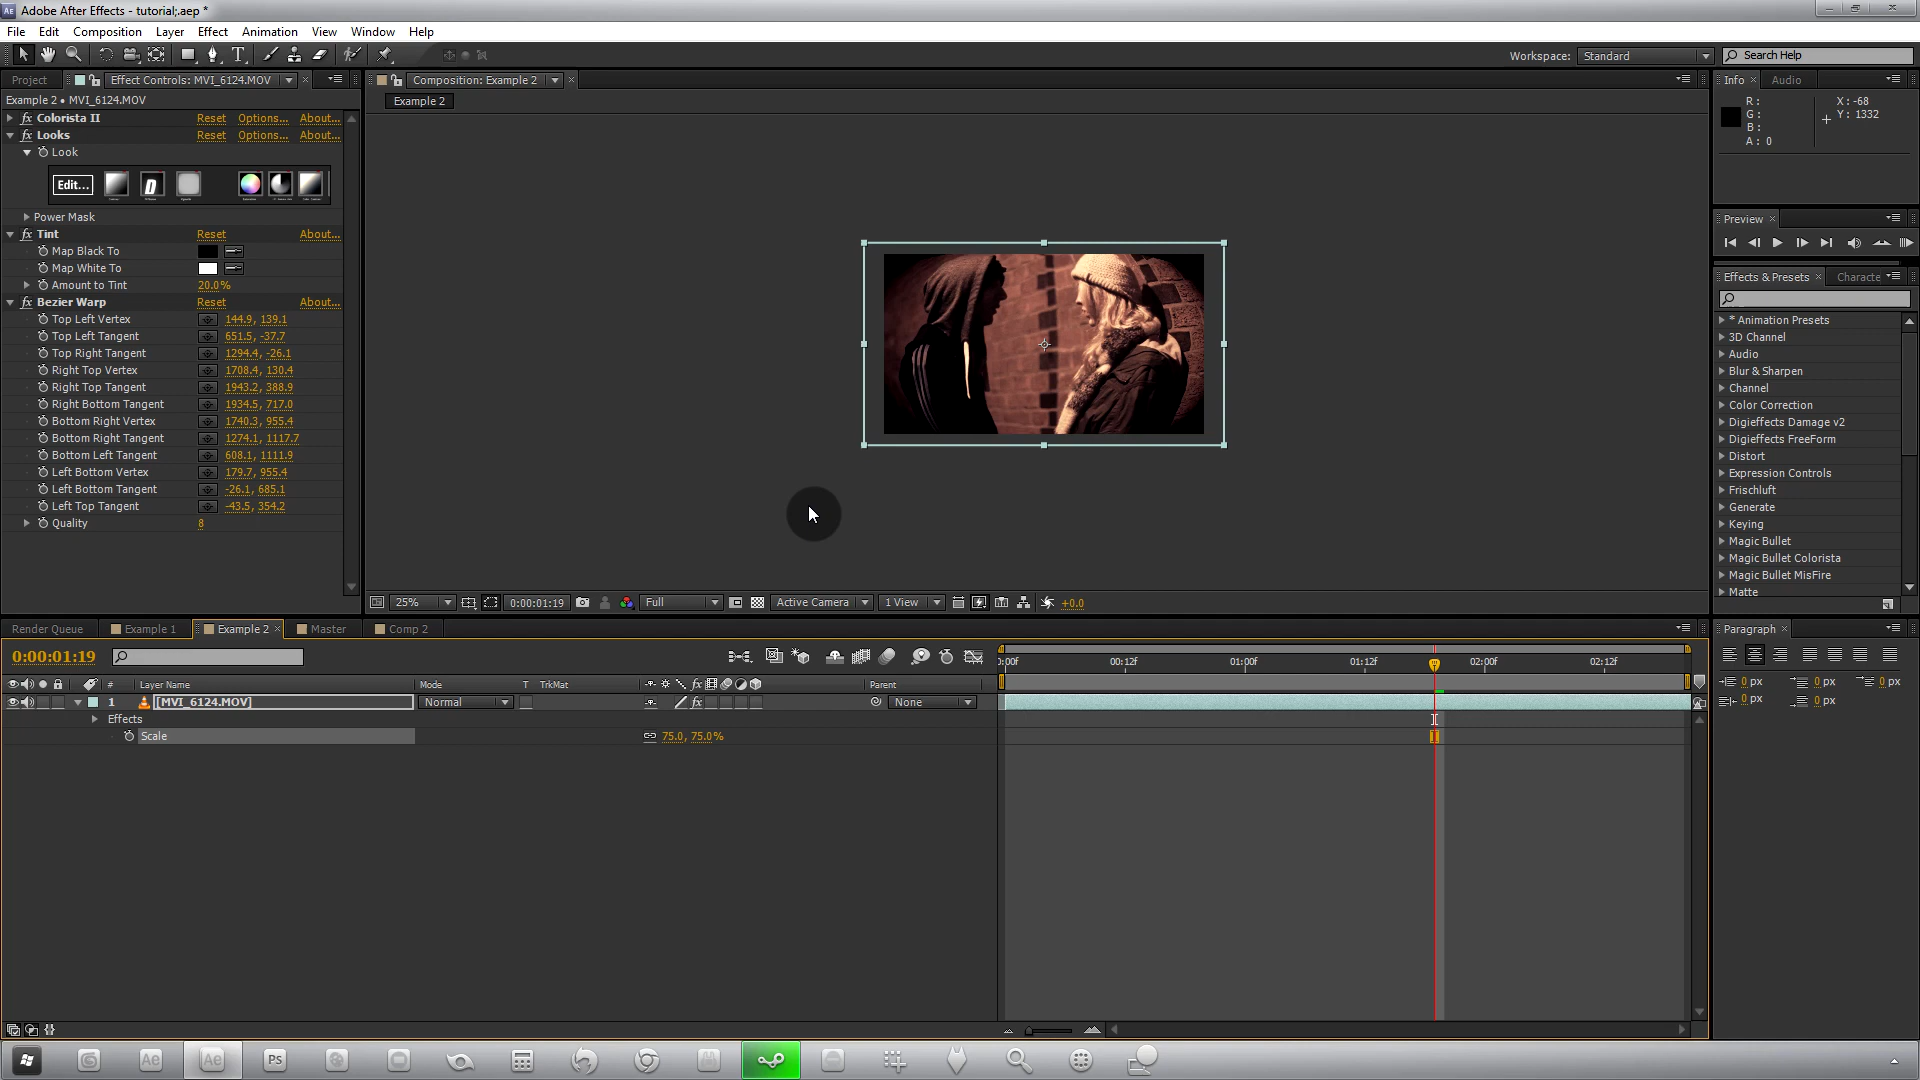 Adobe After Effects - tutorial;.aep *
File Edit Composition Layer Effect Animation View Window Help
Workspace: Standard Search Help
Project Effect Controls: MVI_6124.MOV
Example 2 • MVI_6124.MOV
Colorista II Reset Options... About...
Looks Reset Options... About...
Look
Edit...
Power Mask
Tint Reset About...
Map Black To
Map White To
Amount to Tint 20.0%
Bezier Warp Reset About...
Top Left Vertex 144.9, 139.1
Top Left Tangent 651.5, -37.7
Top Right Tangent 1294.4, -26.1
Right Top Vertex 1708.4, 130.4
Right Top Tangent 1943.2, 388.9
Right Bottom Tangent 1934.5, 717.0
Bottom Right Vertex 1740.3, 955.4
Bottom Right Tangent 1274.1, 1117.7
Bottom Left Tangent 608.1, 1111.9
Left Bottom Vertex 179.7, 955.4
Left Bottom Tangent -26.1, 685.1
Left Top Tangent -43.5, 354.2
Quality 8
Composition: Example 2
Example 2
25% 0:00:01:19 Full Active Camera 1 View +0.0
Info Audio
R: X: -68
G: Y: 1332
B:
A: 0
Preview
Effects & Presets Characte
* Animation Presets
3D Channel
Audio
Blur & Sharpen
Channel
Color Correction
Digieffects Damage v2
Digieffects FreeForm
Distort
Expression Controls
Frischluft
Generate
Keying
Magic Bullet
Magic Bullet Colorista
Magic Bullet MisFire
Matte
Render Queue Example 1 Example 2 Master Comp 2
0:00:01:19
# Layer Name Mode T TrkMat Parent
1 [MVI_6124.MOV] Normal None
Effects
Scale 75.0, 75.0%
0:00f 00:12f 01:00f 01:12f 02:00f 02:12f
Paragraph
0 px 0 px 0 px
0 px 0 px
Ae Ae Ps